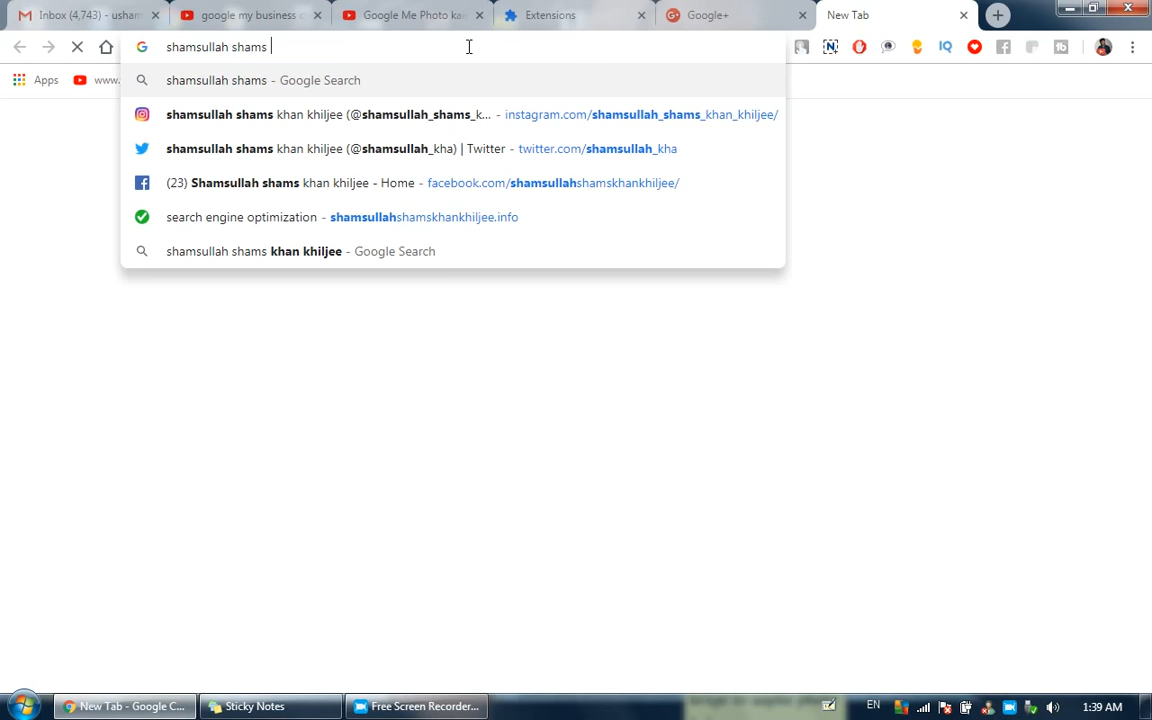 Inbox (4,743) - usham
google my business c
Google Me Photo kai
Extensions
Google+
New Tab
shamsullah shams
Apps
www.
shamsullah shams - Google Search
shamsullah shams khan khiljee (@shamsullah_shams_k... - instagram.com/shamsullah_shams_khan_khiljee/
shamsullah shams khan khiljee (@shamsullah_kha) | Twitter - twitter.com/shamsullah_kha
(23) Shamsullah shams khan khiljee - Home - facebook.com/shamsullahshamskhankhiljee/
search engine optimization - shamsullahshamskhankhiljee.info
shamsullah shams khan khiljee - Google Search
New Tab - Google C...
Sticky Notes
Free Screen Recorder...
EN
1:39 AM